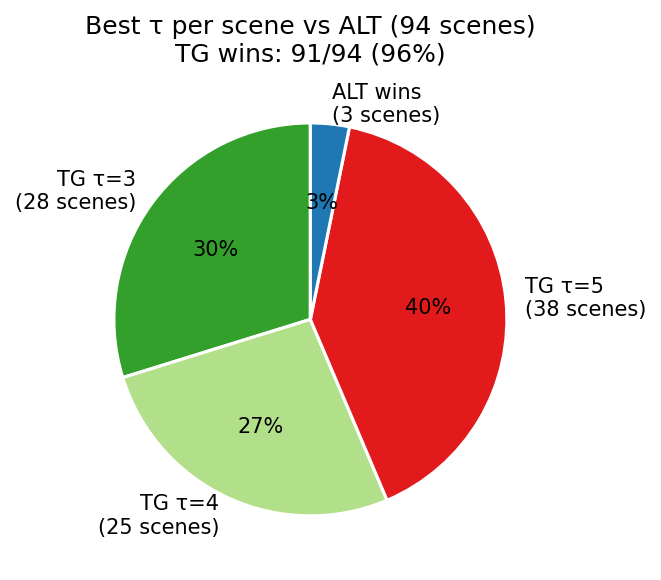 Best τ per scene vs ALT (94 scenes)
TG wins: 91/94 (96%)
ALT wins
(3 scenes)
TG τ=3
(28 scenes)
3%
30%
TG τ=5
(38 scenes)
40%
27%
TG τ=4
(25 scenes)